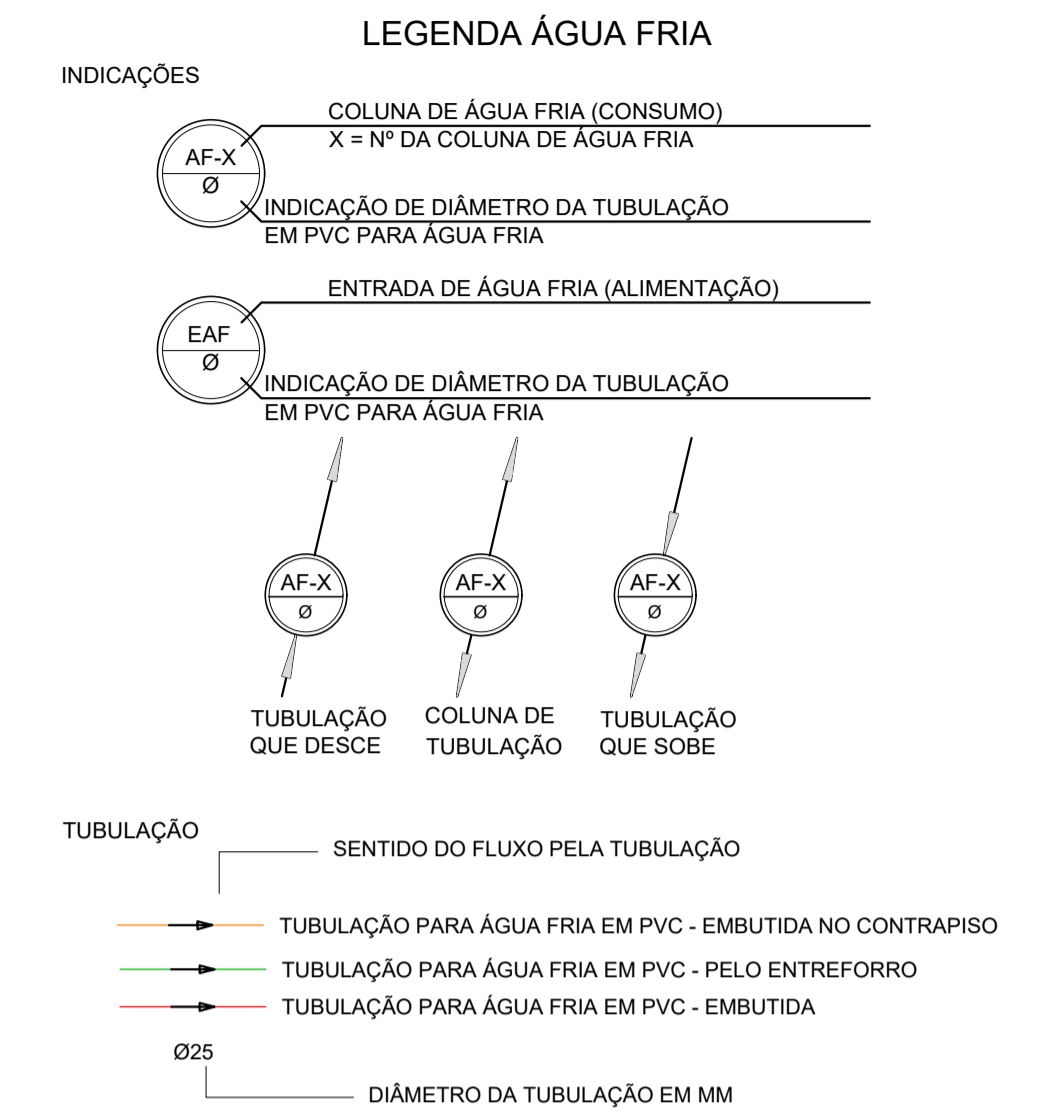 LEGENDA ÁGUA FRIA
INDICAÇÕES
COLUNA DE ÁGUA FRIA (CONSUMO)
X = Nº DA COLUNA DE ÁGUA FRIA
AF-X
Ø
INDICAÇÃO DE DIÂMETRO DA TUBULAÇÃO
EM PVC PARA ÁGUA FRIA
ENTRADA DE ÁGUA FRIA (ALIMENTAÇÃO)
EAF
Ø
INDICAÇÃO DE DIÂMETRO DA TUBULAÇÃO
EM PVC PARA ÁGUA FRIA
AF-X
Ø
TUBULAÇÃO
QUE DESCE
AF-X
Ø
COLUNA DE
TUBULAÇÃO
AF-X
Ø
TUBULAÇÃO
QUE SOBE
TUBULAÇÃO
SENTIDO DO FLUXO PELA TUBULAÇÃO
TUBULAÇÃO PARA ÁGUA FRIA EM PVC - EMBUTIDA NO CONTRAPISO
TUBULAÇÃO PARA ÁGUA FRIA EM PVC - PELO ENTREFORRO
TUBULAÇÃO PARA ÁGUA FRIA EM PVC - EMBUTIDA
Ø25
DIÂMETRO DA TUBULAÇÃO EM MM